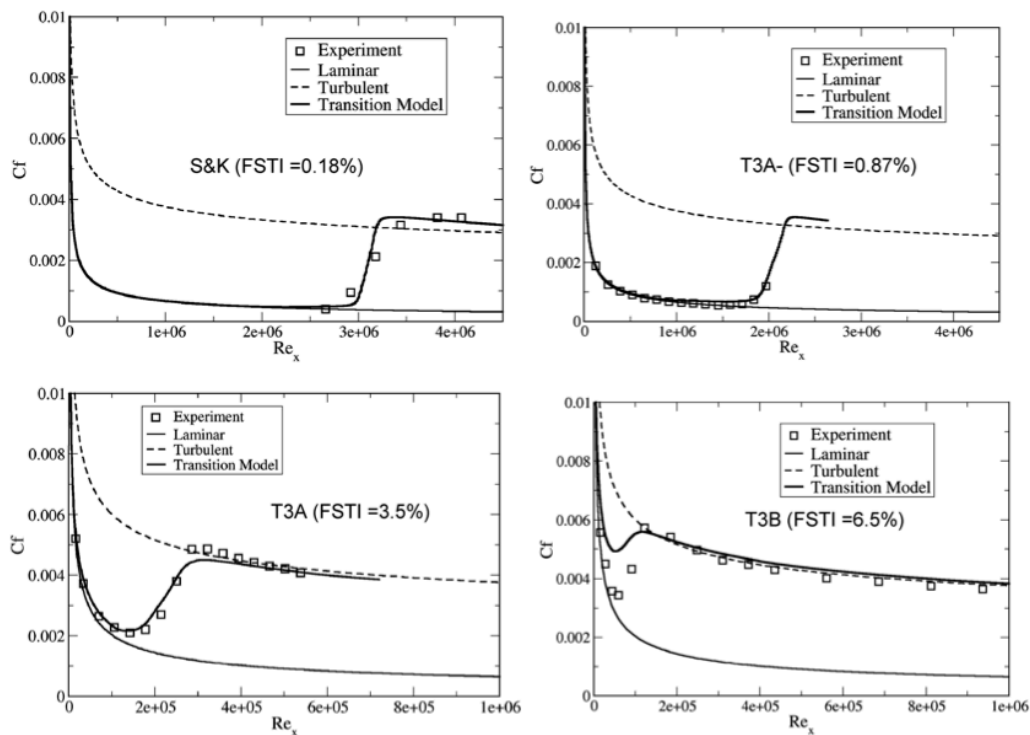 0.01
0.008
0.006
0.004
0.002
0
Cf
Experiment
Laminar
Turbulent
Transition Model
S&K (FSTI =0.18%)
0 1e+06 2e+06 3e+06 4e+06
Re_x
0.01
0.008
0.006
0.004
0.002
0
Cf
Experiment
Laminar
Turbulent
Transition Model
T3A- (FSTI =0.87%)
0 1e+06 2e+06 3e+06 4e+06
Re_x
0.01
0.008
0.006
0.004
0.002
0
Cf
Experiment
Laminar
Turbulent
Transition Model
T3A (FSTI =3.5%)
0 2e+05 4e+05 6e+05 8e+05 1e+06
Re_x
0.01
0.008
0.006
0.004
0.002
0
Cf
Experiment
Laminar
Turbulent
Transition Model
T3B (FSTI =6.5%)
0 2e+05 4e+05 6e+05 8e+05 1e+06
Re_x